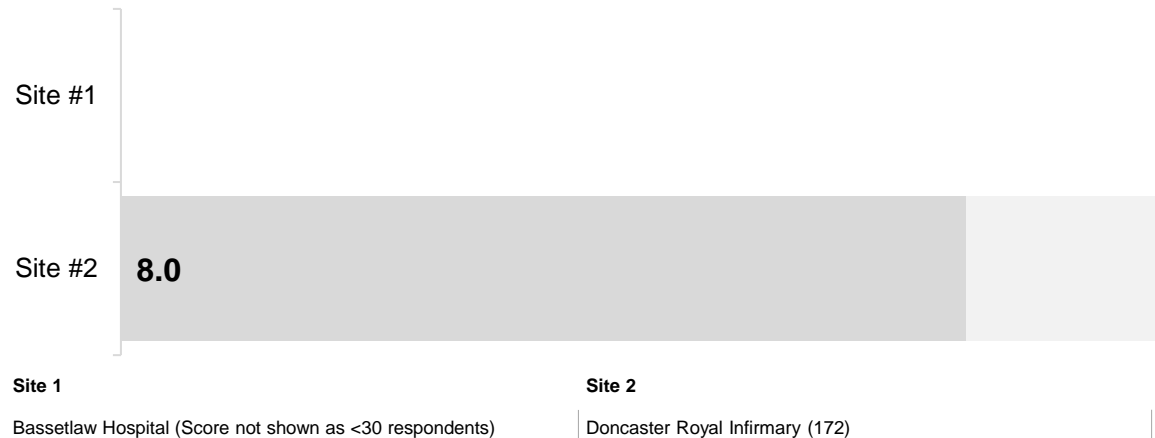 Site #1
Site #2
8.0
Site 1
Site 2
Bassetlaw Hospital (Score not shown as <30 respondents)
Doncaster Royal Infirmary (172)